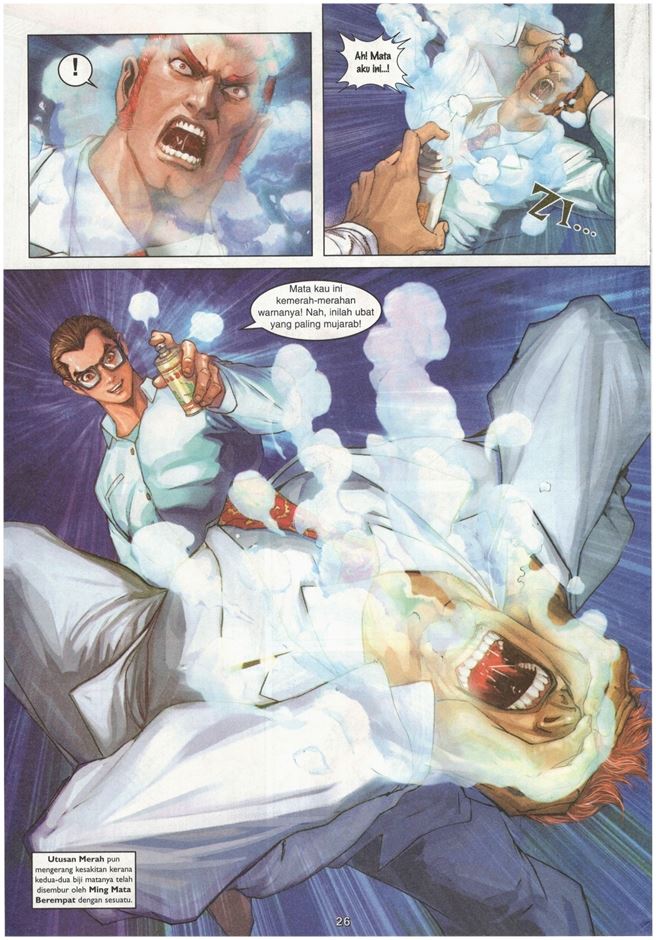 !
Ah! Mata
aku ini...!
ZI...
Mata kau ini
kemerah-merahan
warnanya! Nah, inilah ubat
yang paling mujarab!
Utusan Merah pun
mengerang kesakitan kerana
kedua-dua biji matanya telah
disembur oleh Ming Mata
Berempat dengan sesuatu.
26